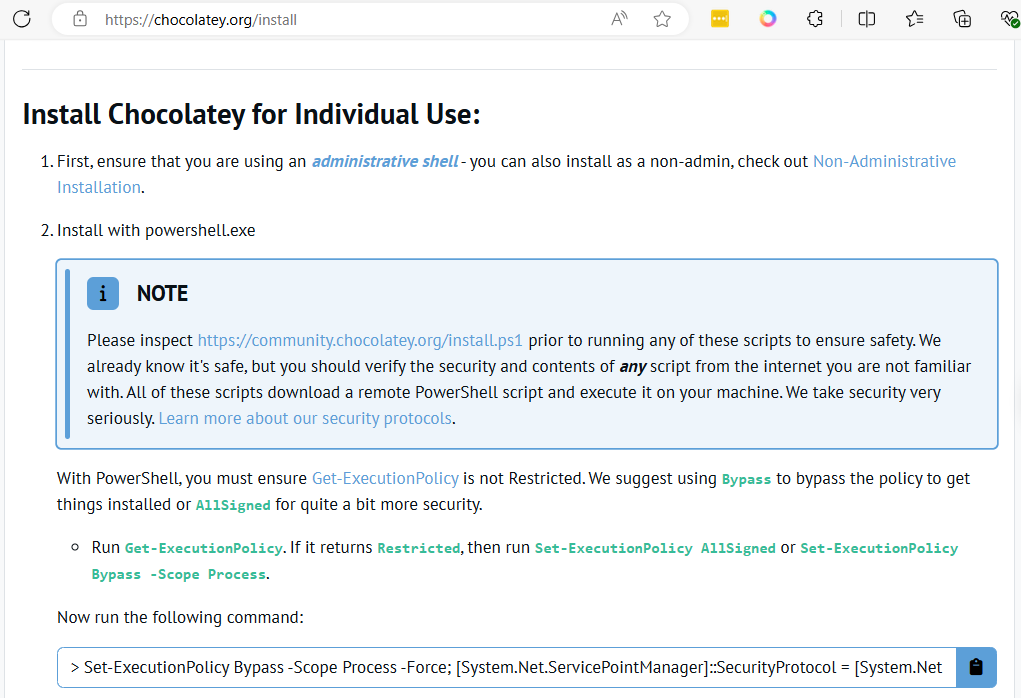 https://chocolatey.org/install
Install Chocolatey for Individual Use:
1. First, ensure that you are using an administrative shell - you can also install as a non-admin, check out Non-Administrative
Installation.
2. Install with powershell.exe
i NOTE
Please inspect https://community.chocolatey.org/install.ps1 prior to running any of these scripts to ensure safety. We
already know it's safe, but you should verify the security and contents of any script from the internet you are not familiar
with. All of these scripts download a remote PowerShell script and execute it on your machine. We take security very
seriously. Learn more about our security protocols.
With PowerShell, you must ensure Get-ExecutionPolicy is not Restricted. We suggest using Bypass to bypass the policy to get
things installed or AllSigned for quite a bit more security.
Run Get-ExecutionPolicy. If it returns Restricted, then run Set-ExecutionPolicy AllSigned or Set-ExecutionPolicy
Bypass -Scope Process.
Now run the following command:
> Set-ExecutionPolicy Bypass -Scope Process -Force; [System.Net.ServicePointManager]::SecurityProtocol = [System.Net